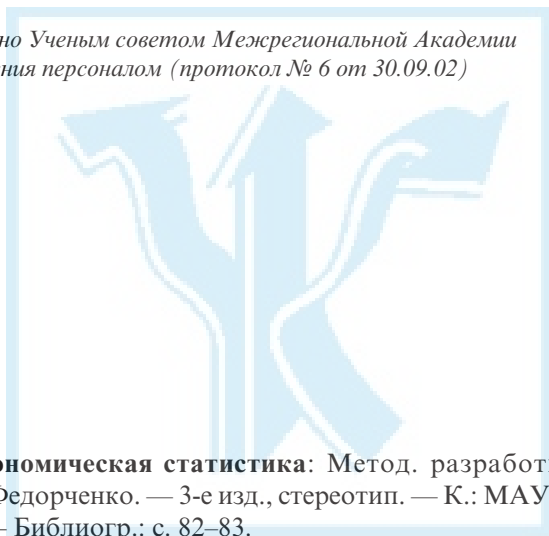 но Ученым советом Межрегиональной Академии
ния персоналом (протокол № 6 от 30.09.02)
ономическая статистика: Метод. разработ
Федорченко. — 3-е изд., стереотип. — К.: МАУ
– Библиогр.: с. 82–83.